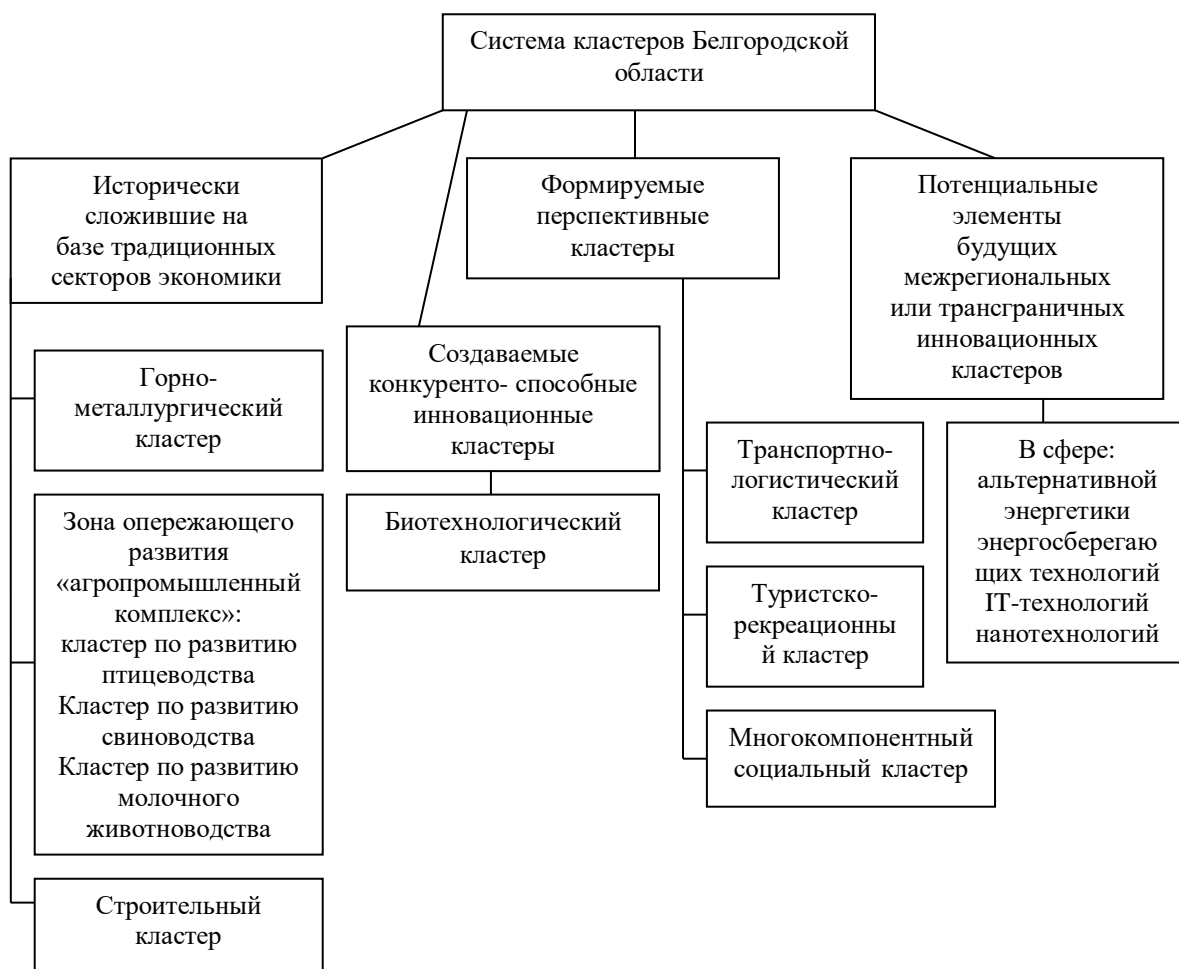 Система кластеров Белгородской
области
Исторически
сложившие на
базе традиционных
секторов экономики
Горно-
металлургический
кластер
Зона опережающего
развития
«агропромышленный
комплекс»:
кластер по развитию
птицеводства
Кластер по развитию
свиноводства
Кластер по развитию
молочного
животноводства
Строительный
кластер
Создаваемые
конкуренто- способные
инновационные
кластеры
Биотехнологический
кластер
Формируемые
перспективные
кластеры
Транспортно-
логистический
кластер
Туристско-
рекреационны
й кластер
Многокомпонентный
социальный кластер
Потенциальные
элементы
будущих
межрегиональных
или трансграничных
инновационных
кластеров
В сфере:
альтернативной
энергетики
энергосберегаю
щих технологий
IT-технологий
нанотехнологий